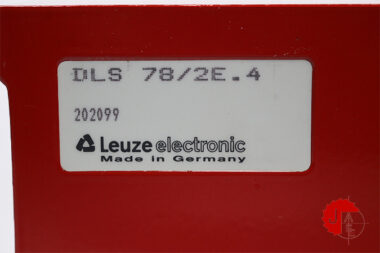 DLS 78/2E.4
202099
Leuze electronic
Made in Germany